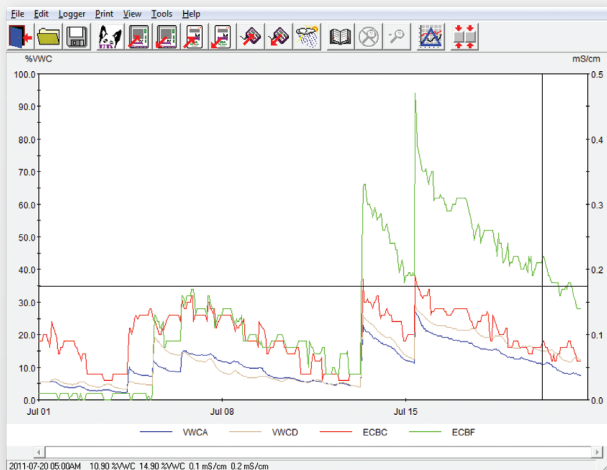 File Edit Logger Print View Tools Help
%VWC mS/cm
100.0 0.5
90.0
80.0 0.4
70.0
60.0 0.3
50.0
40.0 0.2
30.0
20.0 0.1
10.0
0.0 0.0
Jul 01 Jul 08 Jul 15
VWCA VWCD ECBC ECBF
2011-07-20 05:00AM 10.90 %VWC 14.90 %VWC 0.1 mS/cm 0.2 mS/cm